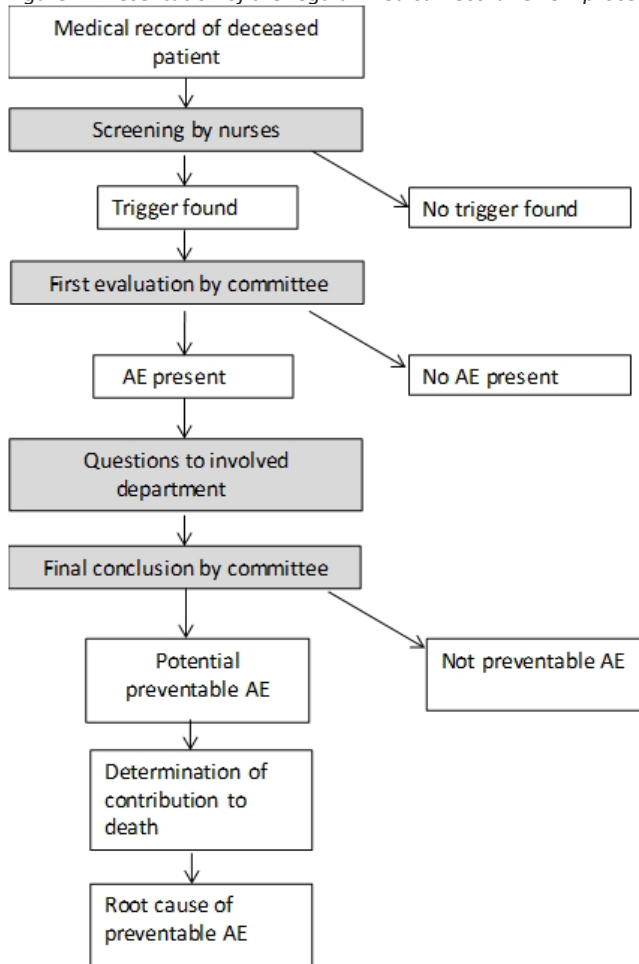 Medical record of deceased
patient
Screening by nurses
Trigger found
No trigger found
First evaluation by committee
AE present
No AE present
Questions to involved
department
Final conclusion by committee
Potential
preventable AE
Not preventable AE
Determination of
contribution to
death
Root cause of
preventable AE